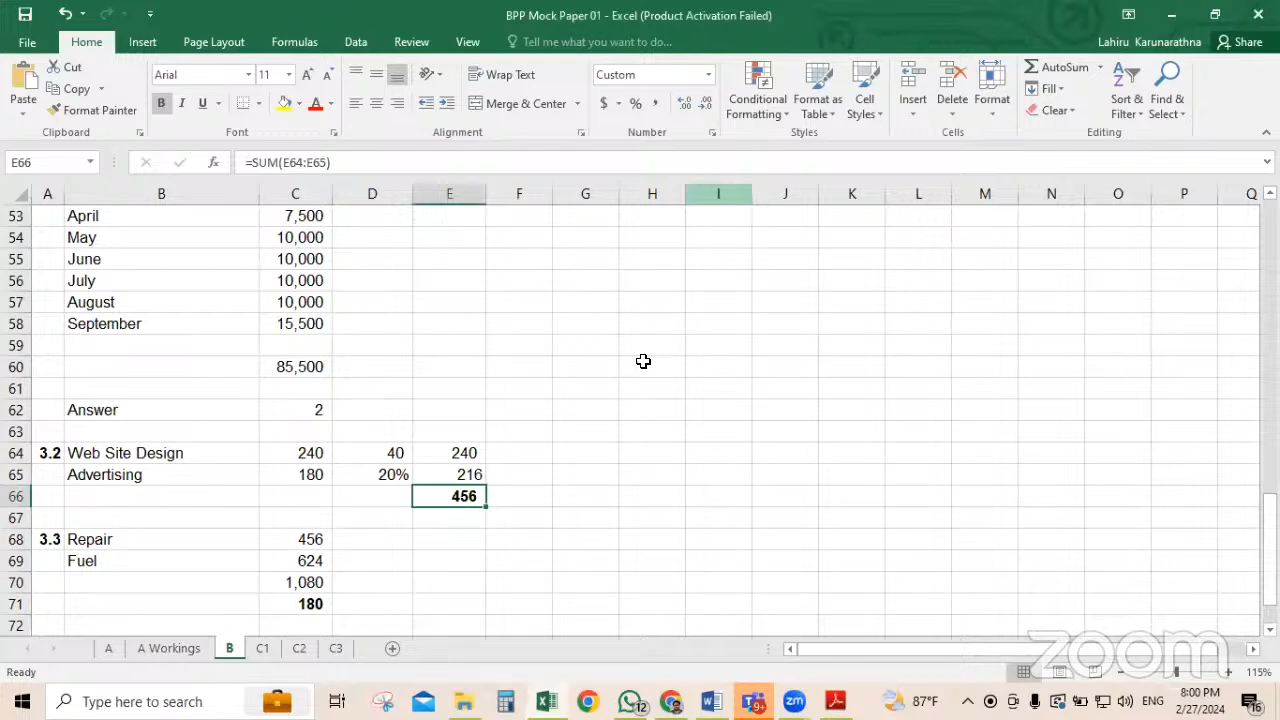 BPP Mock Paper 01 - Excel (Product Activation Failed)
File Home Insert Page Layout Formulas Data Review View Tell me what you want to do... Lahiru Karunarathna Share
Paste Cut Copy Format Painter Clipboard
Arial 11 B I U Font
Wrap Text Merge & Center Alignment
Custom $ % , Number
Conditional Formatting Format as Table Cell Styles Styles
Insert Delete Format Cells
AutoSum Fill Clear Sort & Filter Find & Select Editing
E66 fx =SUM(E64:E65)
A B C D E F G H I J K L M N O P Q
53 April 7,500
54 May 10,000
55 June 10,000
56 July 10,000
57 August 10,000
58 September 15,500
59
60 85,500
61
62 Answer 2
63
64 3.2 Web Site Design 240 40 240
65 Advertising 180 20% 216
66 456
67
68 3.3 Repair 456
69 Fuel 624
70 1,080
71 180
72
A A Workings B C1 C2 C3
zoom
Ready 115%
Type here to search 12 9+ 87°F ENG 8:00 PM 2/27/2024 16